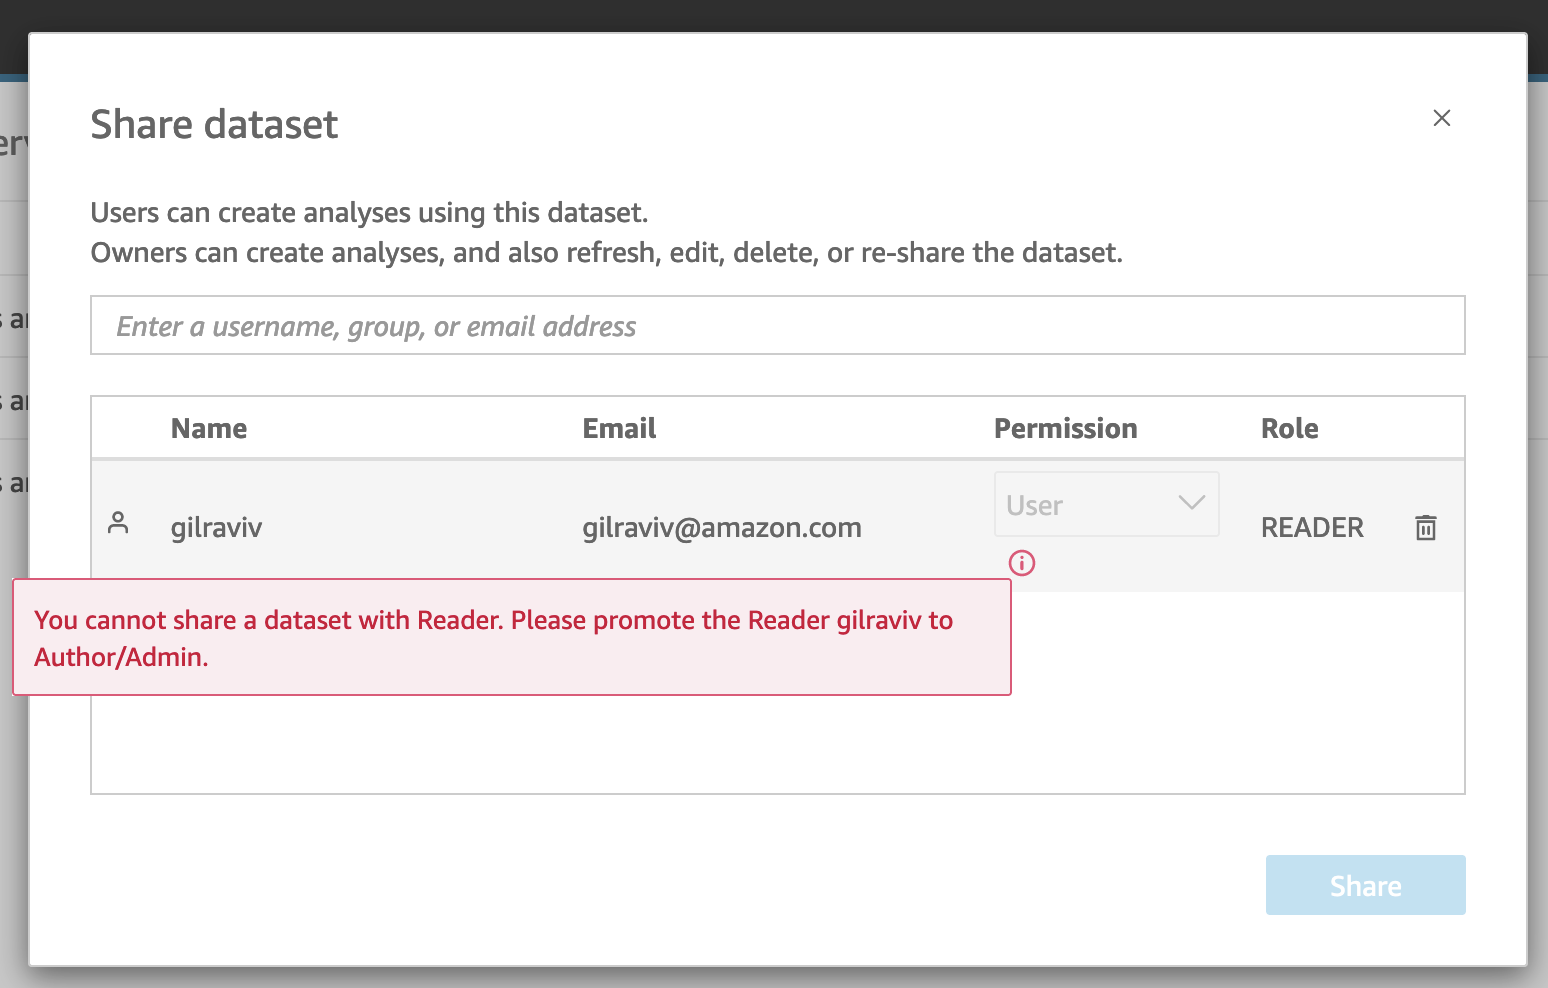 Share dataset
Users can create analyses using this dataset.
Owners can create analyses, and also refresh, edit, delete, or re-share the dataset.
Enter a username, group, or email address
Name Email Permission Role
User
gilraviv gilraviv@amazon.com READER
You cannot share a dataset with Reader. Please promote the Reader gilraviv to
Author/Admin.
Share